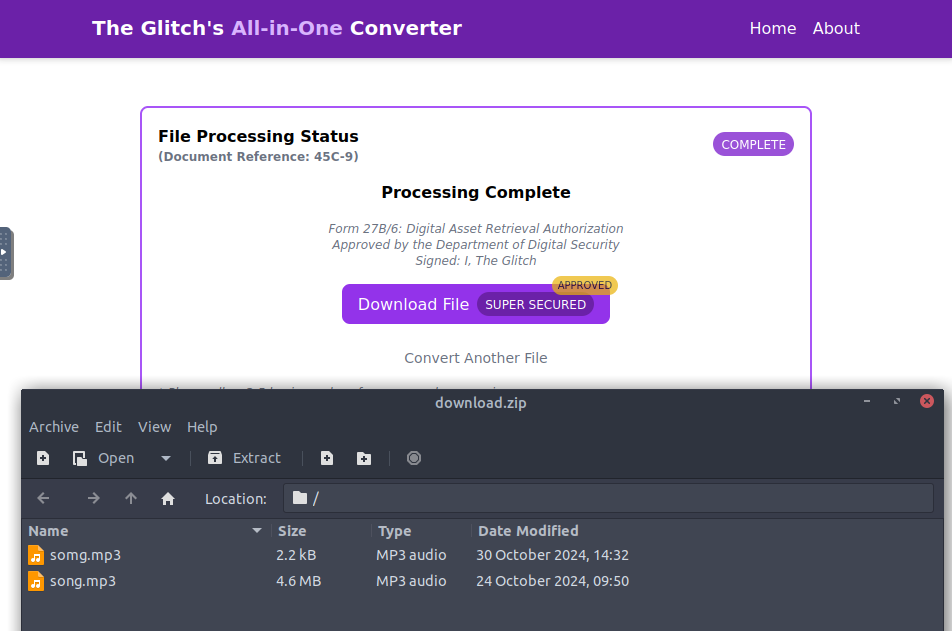 The Glitch's All-in-One Converter Home About
File Processing Status
COMPLETE
(Document Reference: 45C-9)
Processing Complete
Form 27B/6: Digital Asset Retrieval Authorization
Approved by the Department of Digital Security
Signed: I, The Glitch
APPROVED
Download File SUPER SECURED
Convert Another File
download.zip
Archive Edit View Help
Open Extract
Location: /
Name Size Type Date Modified
somg.mp3 2.2 kB MP3 audio 30 October 2024, 14:32
song.mp3 4.6 MB MP3 audio 24 October 2024, 09:50